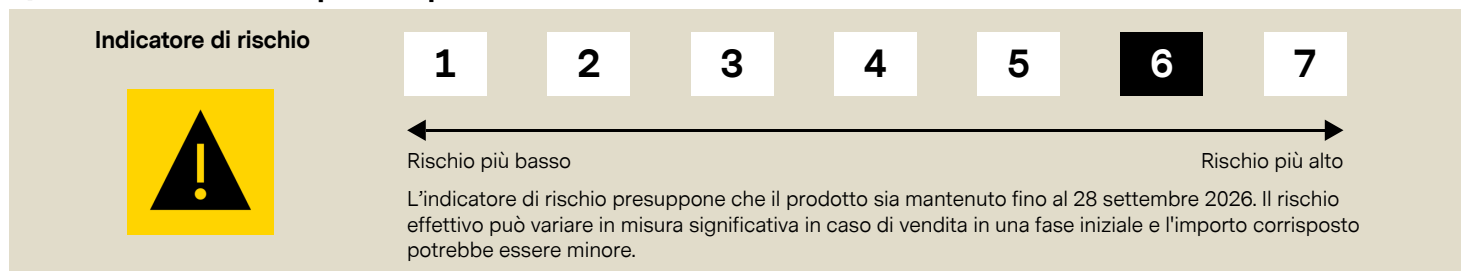 Indicatore di rischio
1 2 3 4 5 6 7
Rischio più basso Rischio più alto
L'indicatore di rischio presuppone che il prodotto sia mantenuto fino al 28 settembre 2026. Il rischio
effettivo può variare in misura significativa in caso di vendita in una fase iniziale e l'importo corrisposto
potrebbe essere minore.